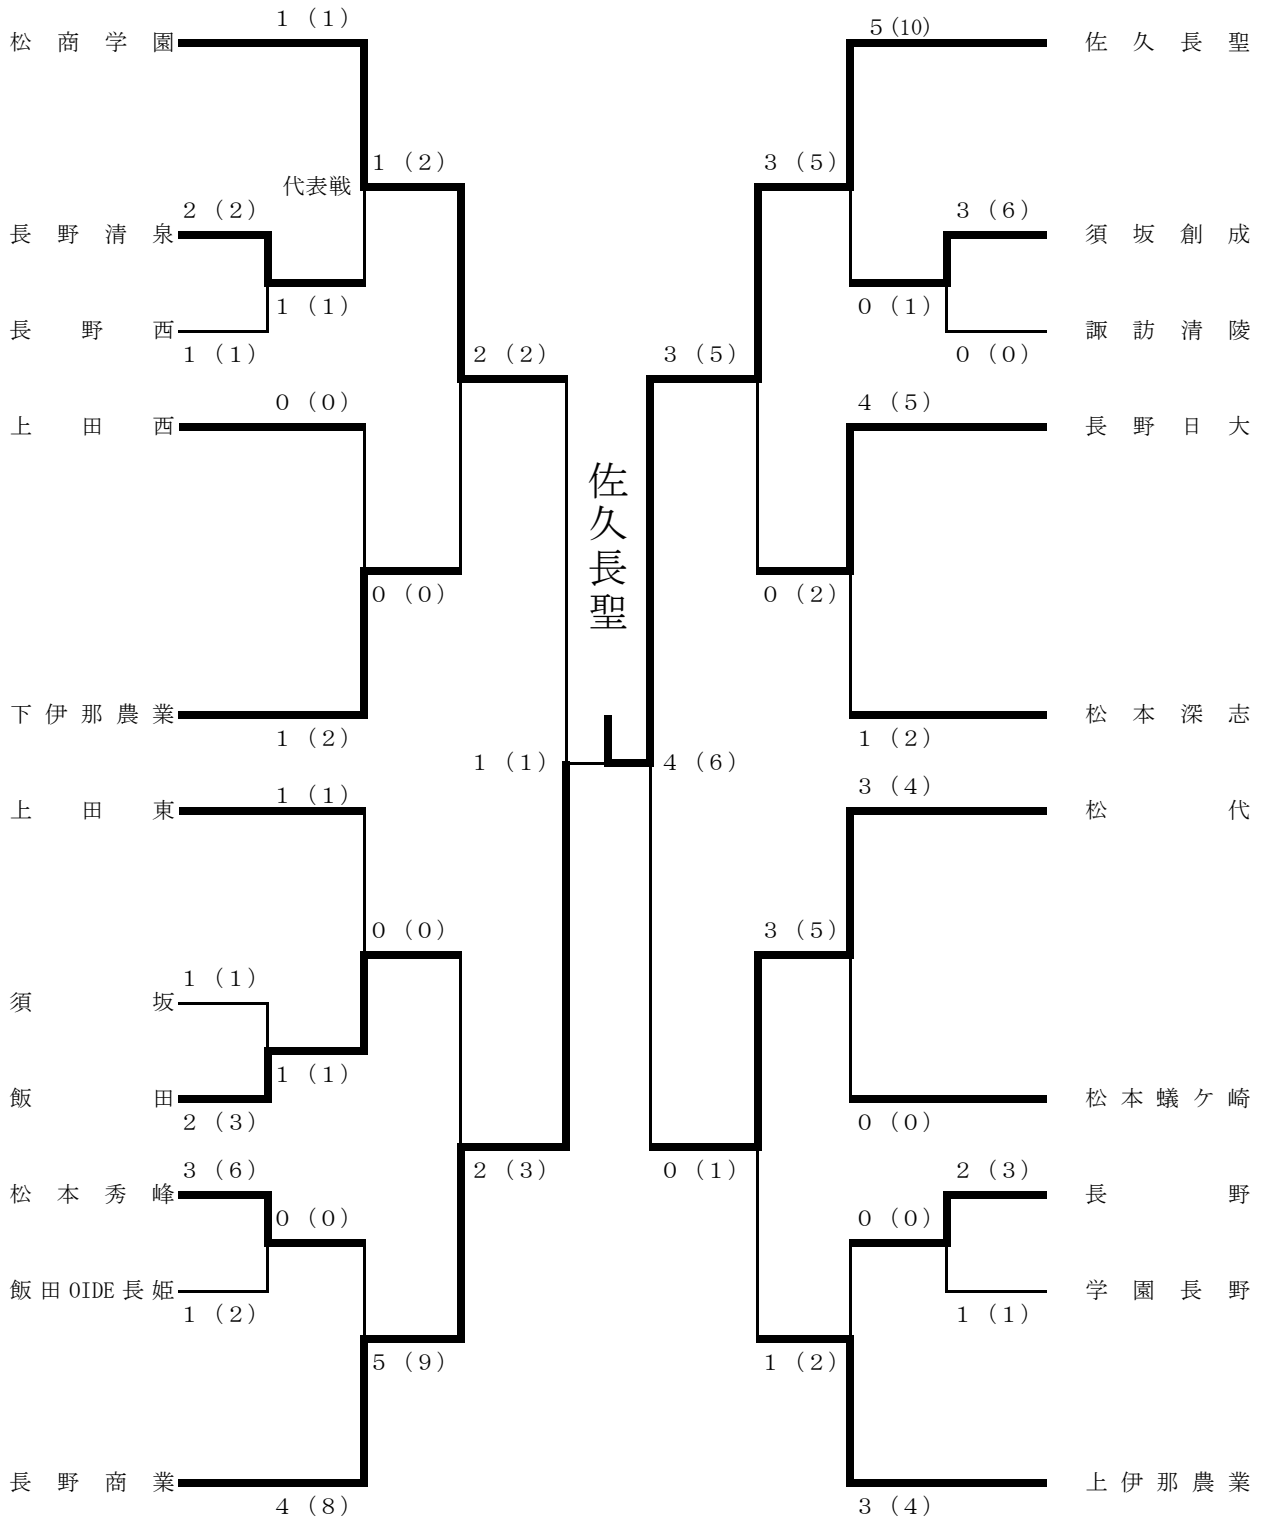 1 (1)
松商学園
1 (2)
代表戦
2 (2)
長野清泉
1 (1)
長野西
1 (1)
2 (2)
0 (0)
上田西
0 (0)
下伊那農業
1 (2)
1 (1)
1 (1)
上田東
0 (0)
1 (1)
須坂
1 (1)
飯田
2 (3)
3 (6)
2 (3)
松本秀峰
0 (0)
飯田OIDE長姫
1 (2)
5 (9)
長野商業
4 (8)
佐久長聖
5 (10)
佐久長聖
3 (5)
3 (6)
須坂創成
0 (1)
諏訪清陵
0 (0)
3 (5)
4 (5)
長野日大
0 (2)
松本深志
1 (2)
4 (6)
3 (4)
松代
3 (5)
松本蟻ケ崎
0 (0)
0 (1)
2 (3)
長野
0 (0)
学園長野
1 (1)
1 (2)
上伊那農業
3 (4)